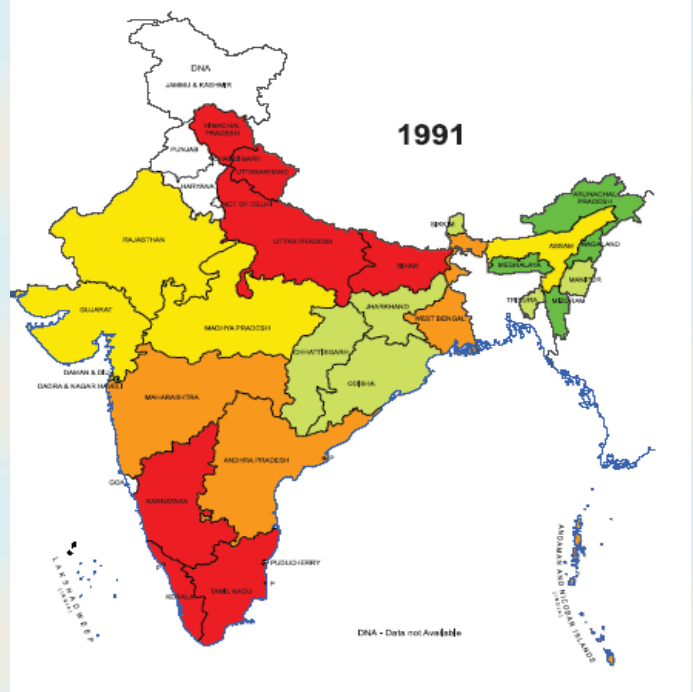 DNA
JAMMU & KASHMIR
1991
HIMACHAL
PRADESH
PUNJAB
CHANDIGARH
UTTARAKHAND
HARYANA
ARUNACHAL
PRADESH
NCT OF DELHI
SIKKIM
RAJASTHAN
UTTAR PRADESH
ASSAM
NAGALAND
BIHAR
MEGHALAYA
MANIPUR
GUJARAT
JHARKHAND
TRIPURA
MIZORAM
WEST BENGAL
MADHYA PRADESH
CHHATTISGARH
DAMAN & DIU
DADRA & NAGAR HAVELI
ODISHA
MAHARASHTRA
ANDHRA PRADESH
P
GOA
KARNATAKA
PUDUCHERRY
P
P
KERALA
TAMIL NADU
LAKSHADWEEP
(INDIA)
ANDAMAN AND NICOBAR ISLANDS
(INDIA)
DNA - Data not Available